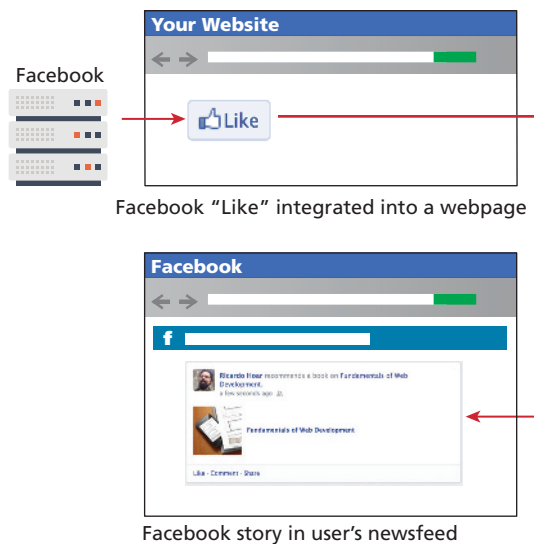 Your Website
Facebook
Like
Facebook “Like” integrated into a webpage
Facebook
f
Ricardo Hoar recommends a book on Fundamentals of Web
Development.
a few seconds ago
Fundamentals of Web Development
Like · Comment · Share
Facebook story in user’s newsfeed